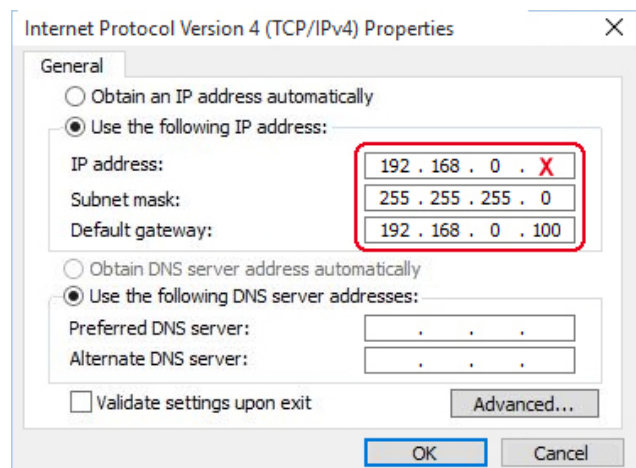 Internet Protocol Version 4 (TCP/IPv4) Properties
General
Obtain an IP address automatically
Use the following IP address:
IP address: 192 . 168 . 0 . X
Subnet mask: 255 . 255 . 255 . 0
Default gateway: 192 . 168 . 0 . 100
Obtain DNS server address automatically
Use the following DNS server addresses:
Preferred DNS server: . . .
Alternate DNS server: . . .
Validate settings upon exit Advanced...
OK Cancel